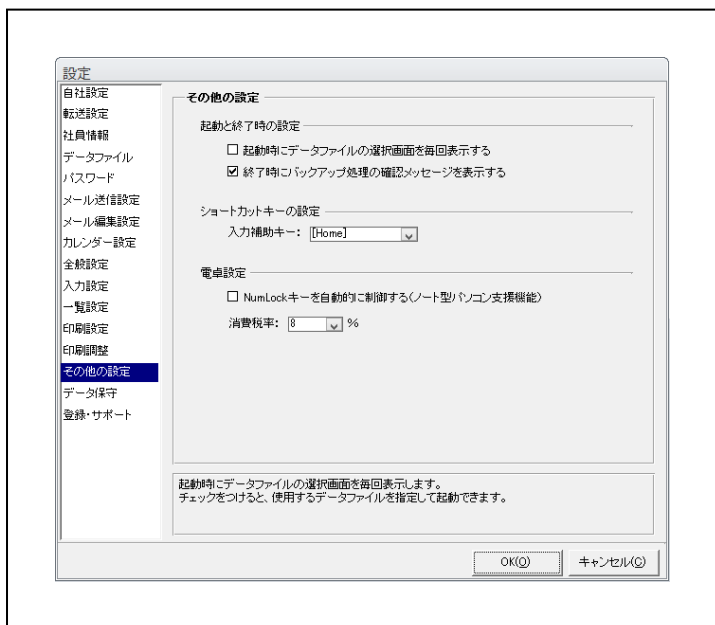 設定
自社設定
転送設定
社員情報
データファイル
パスワード
メール送信設定
メール編集設定
カレンダー設定
全般設定
入力設定
一覧設定
印刷設定
印刷調整
その他の設定
データ保守
登録・サポート
その他の設定
起動と終了時の設定
起動時にデータファイルの選択画面を毎回表示する
終了時にバックアップ処理の確認メッセージを表示する
ショートカットキーの設定
入力補助キー： [Home]
電卓設定
NumLockキーを自動的に制御する(ノート型パソコン支援機能)
消費税率： 8 %
起動時にデータファイルの選択画面を毎回表示します。
チェックをつけると、使用するデータファイルを指定して起動できます。
OK(O) キャンセル(C)